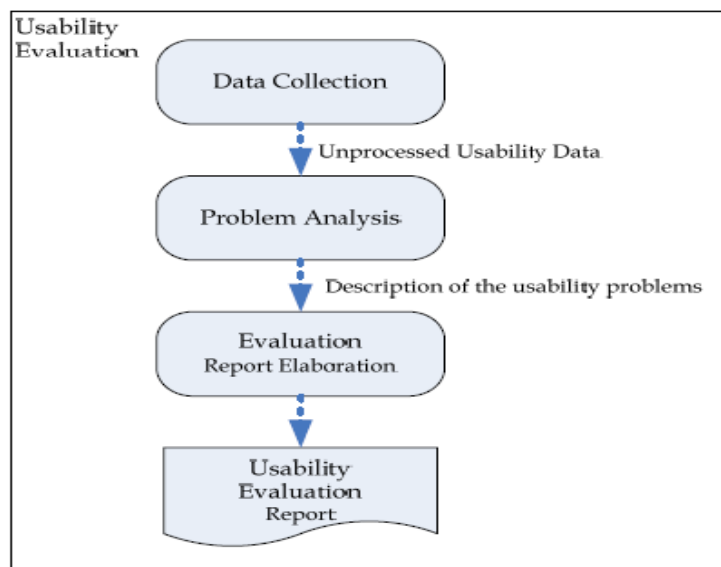 Usability
Evaluation
Data Collection
Unprocessed Usability Data
Problem Analysis
Description of the usability problems
Evaluation
Report Elaboration
Usability
Evaluation
Report